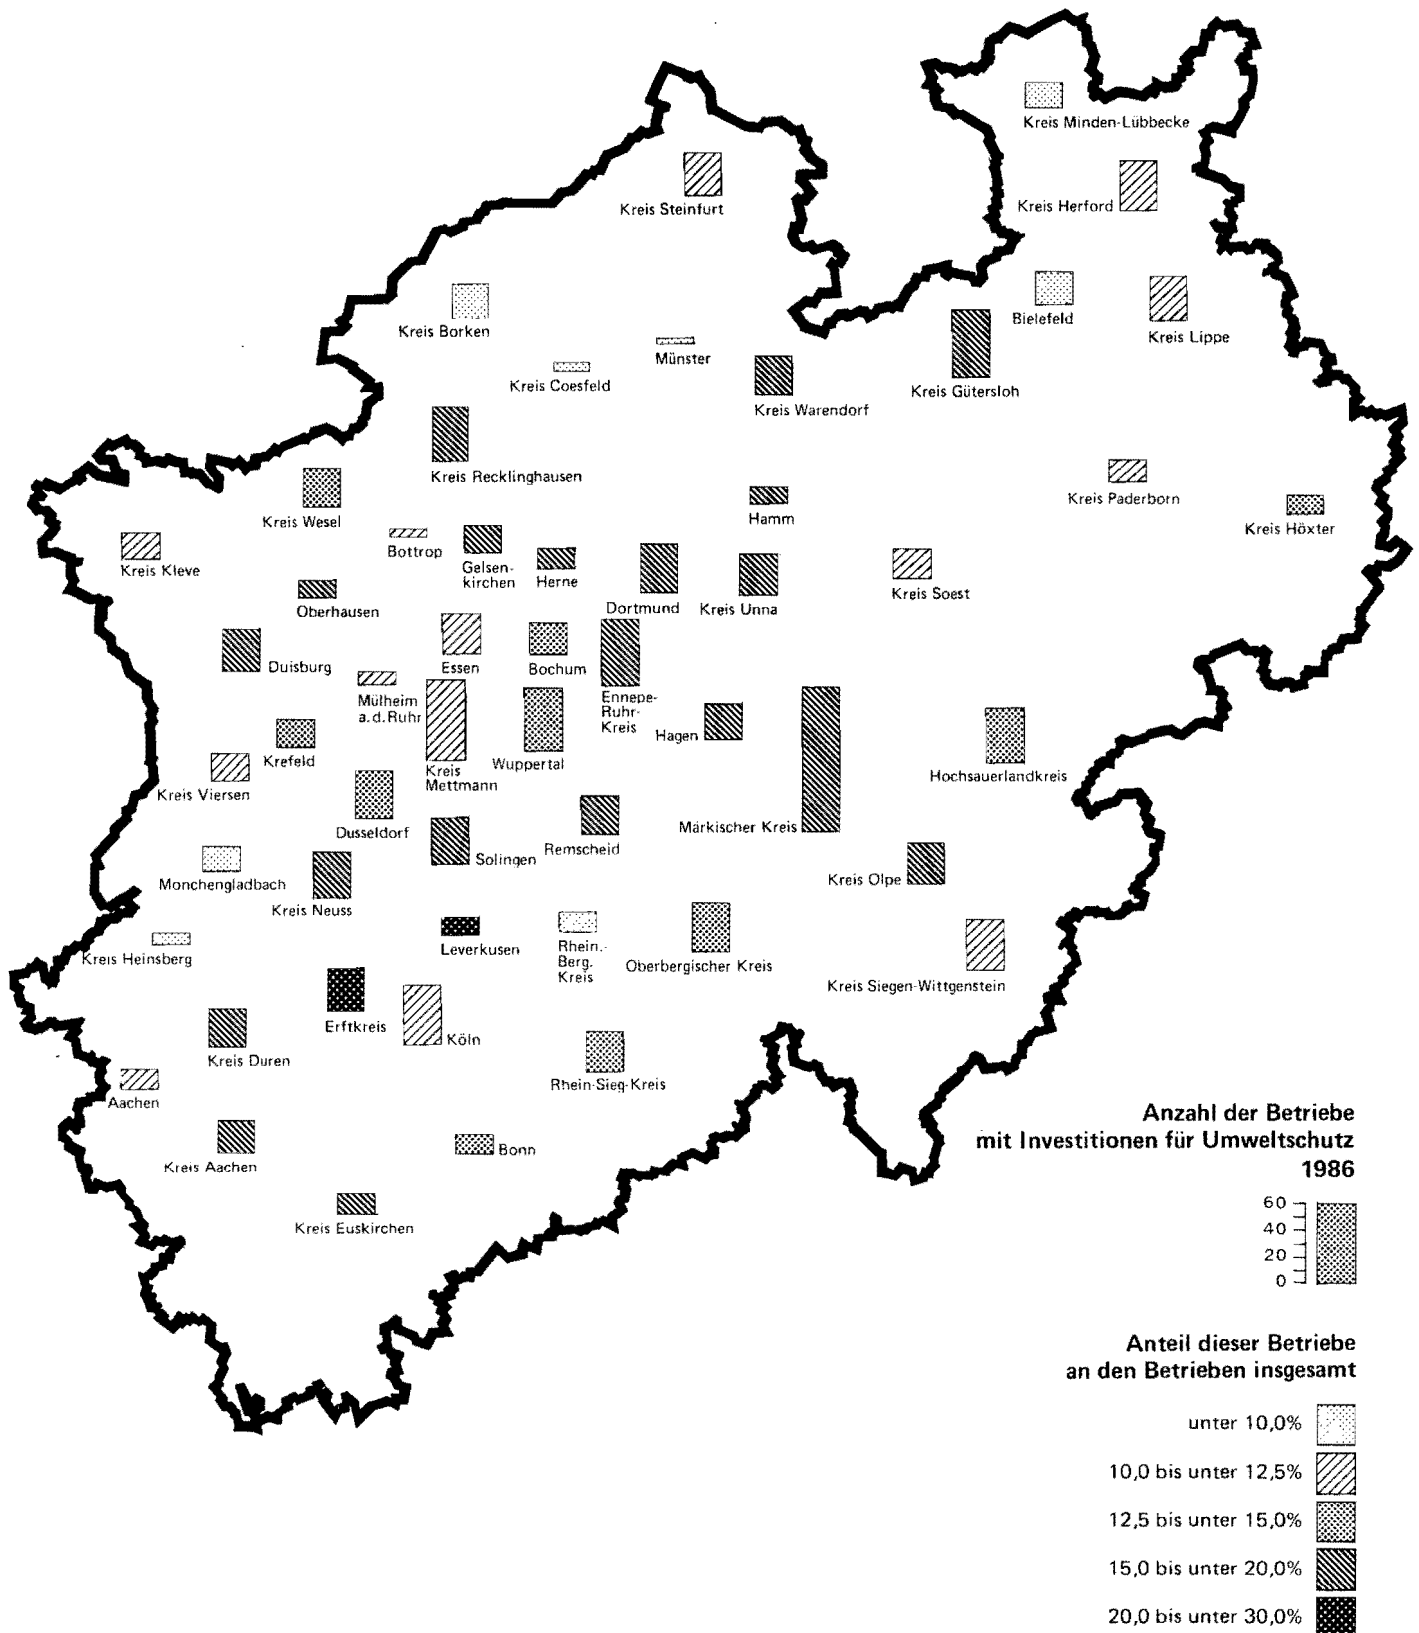 Kreis Minden-Lübbecke
Kreis Steinfurt
Kreis Herford
Kreis Borken
Bielefeld
Kreis Lippe
Münster
Kreis Coesfeld
Kreis Gütersloh
Kreis Warendorf
Kreis Recklinghausen
Kreis Paderborn
Kreis Wesel
Hamm
Kreis Höxter
Bottrop
Kreis Kleve
Gelsen-
kirchen
Herne
Kreis Soest
Oberhausen
Dortmund
Kreis Unna
Duisburg
Essen
Bochum
Mülheim
a.d. Ruhr
Ennepe-
Ruhr-
Kreis
Hagen
Krefeld
Wuppertal
Kreis
Mettmann
Hochsauerlandkreis
Kreis Viersen
Dusseldorf
Märkischer Kreis
Solingen
Remscheid
Monchengladbach
Kreis Olpe
Kreis Neuss
Leverkusen
Rhein.-
Berg.
Kreis
Kreis Heinsberg
Oberbergischer Kreis
Kreis Siegen-Wittgenstein
Erftkreis
Köln
Kreis Duren
Rhein-Sieg-Kreis
Aachen
Bonn
Kreis Aachen
Kreis Euskirchen
Anzahl der Betriebe
mit Investitionen für Umweltschutz
1986
60
40
20
0
Anteil dieser Betriebe
an den Betrieben insgesamt
unter 10,0%
10,0 bis unter 12,5%
12,5 bis unter 15,0%
15,0 bis unter 20,0%
20,0 bis unter 30,0%